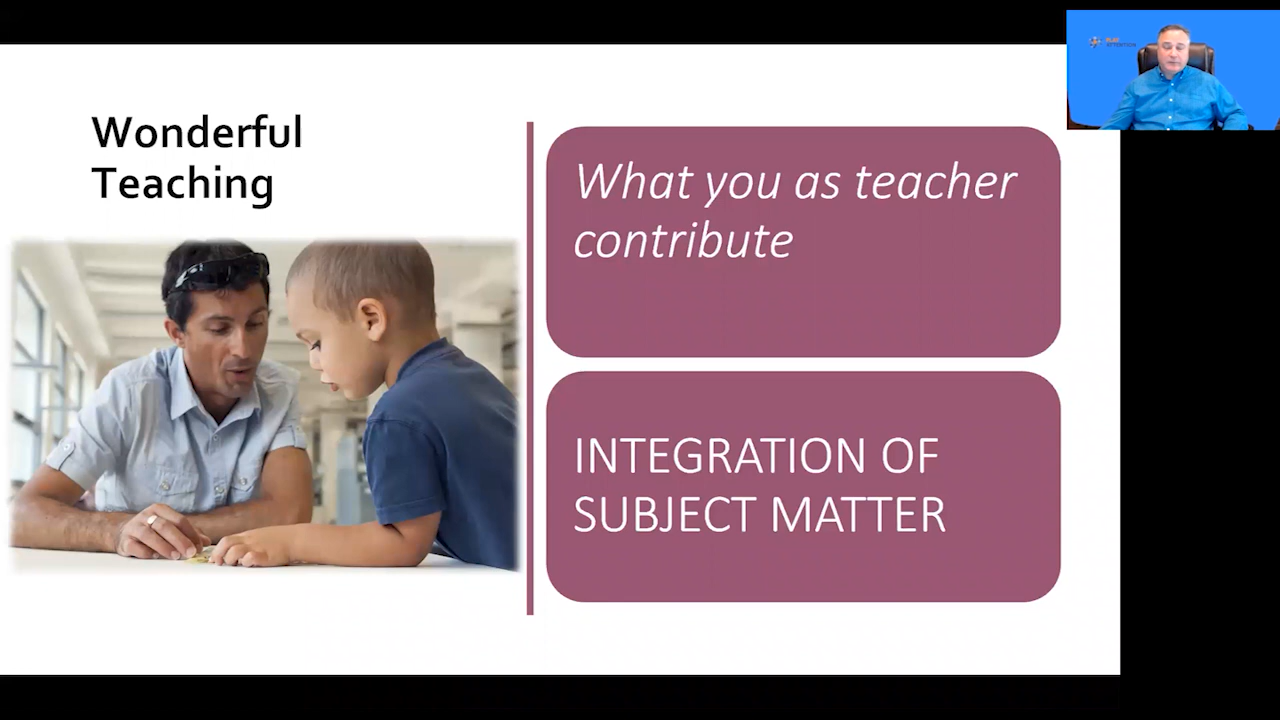 Wonderful
Teaching
What you as teacher
contribute
INTEGRATION OF
SUBJECT MATTER